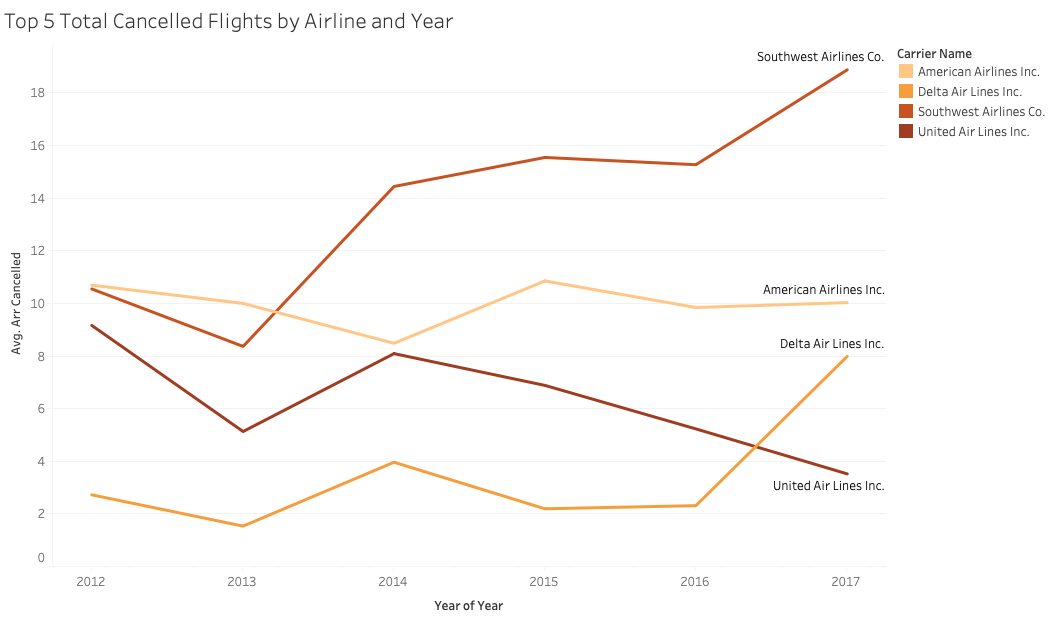 Top 5 Total Cancelled Flights by Airline and Year
Southwest Airlines Co.
American Airlines Inc.
Delta Air Lines Inc.
United Air Lines Inc.
Carrier Name
American Airlines Inc.
Delta Air Lines Inc.
Southwest Airlines Co.
United Air Lines Inc.
Avg. Arr Cancelled
18
16
14
12
10
8
6
4
2
0
2012
2013
2014
2015
2016
2017
Year of Year